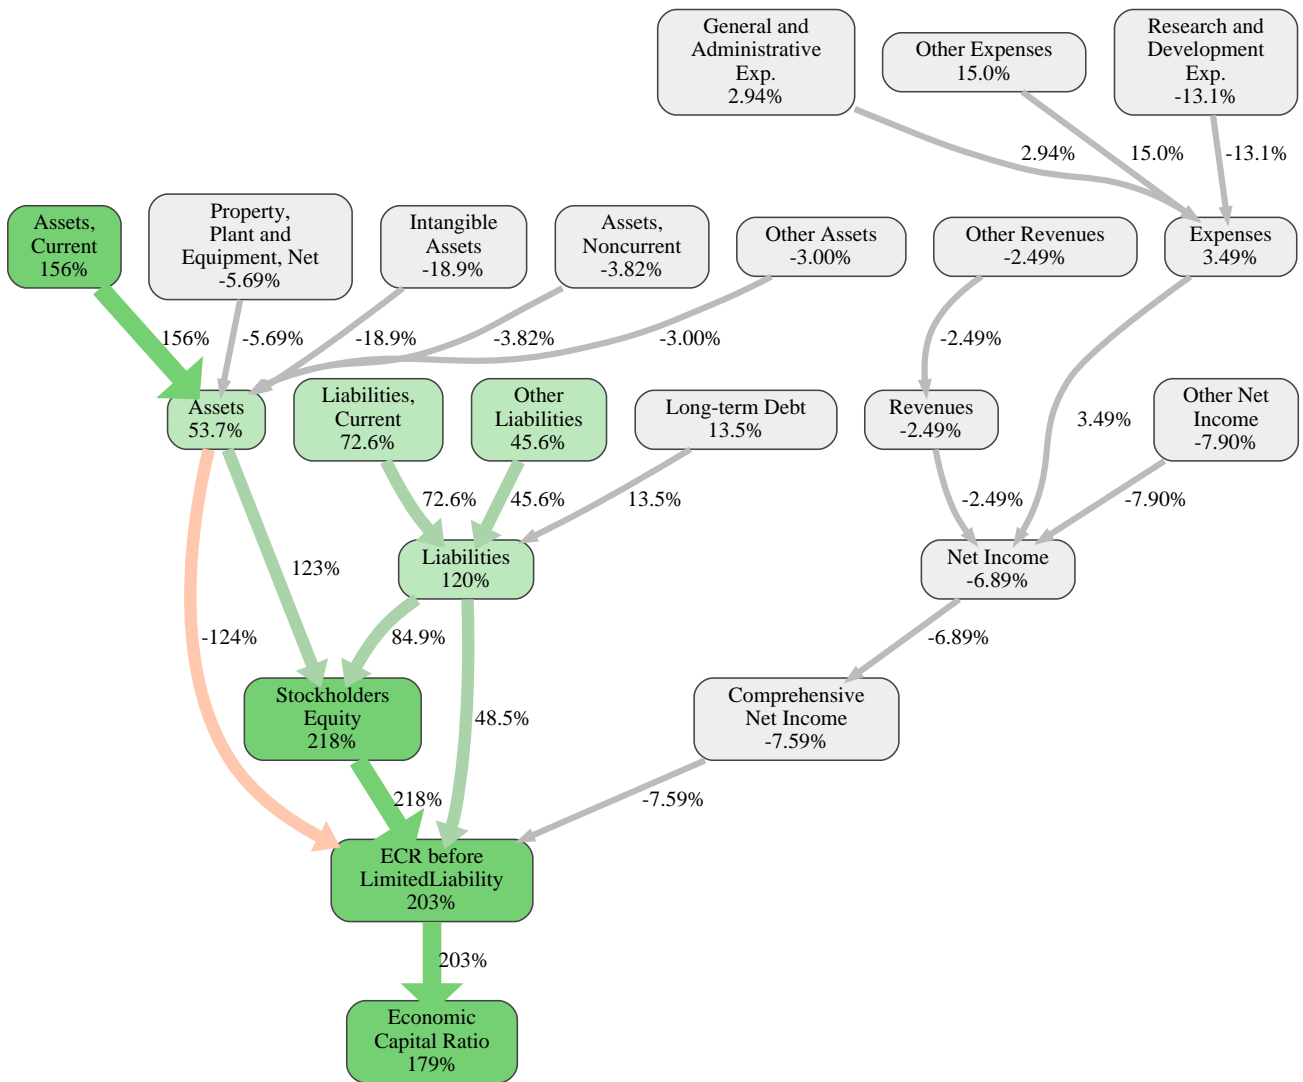 General and
Administrative
Exp.
2.94%
Other Expenses
15.0%
Research and
Development
Exp.
-13.1%
2.94%
15.0%
-13.1%
Assets,
Current
156%
Property,
Plant and
Equipment, Net
-5.69%
Intangible
Assets
-18.9%
Assets,
Noncurrent
-3.82%
Other Assets
-3.00%
Other Revenues
-2.49%
Expenses
3.49%
156%
-5.69%
-18.9%
-3.82%
-3.00%
-2.49%
3.49%
Assets
53.7%
Liabilities,
Current
72.6%
Other
Liabilities
45.6%
Long-term Debt
13.5%
Revenues
-2.49%
Other Net
Income
-7.90%
72.6%
45.6%
13.5%
-2.49%
-7.90%
123%
Liabilities
120%
Net Income
-6.89%
-124%
84.9%
-6.89%
Stockholders
Equity
218%
48.5%
Comprehensive
Net Income
-7.59%
218%
-7.59%
ECR before
LimitedLiability
203%
203%
Economic
Capital Ratio
179%